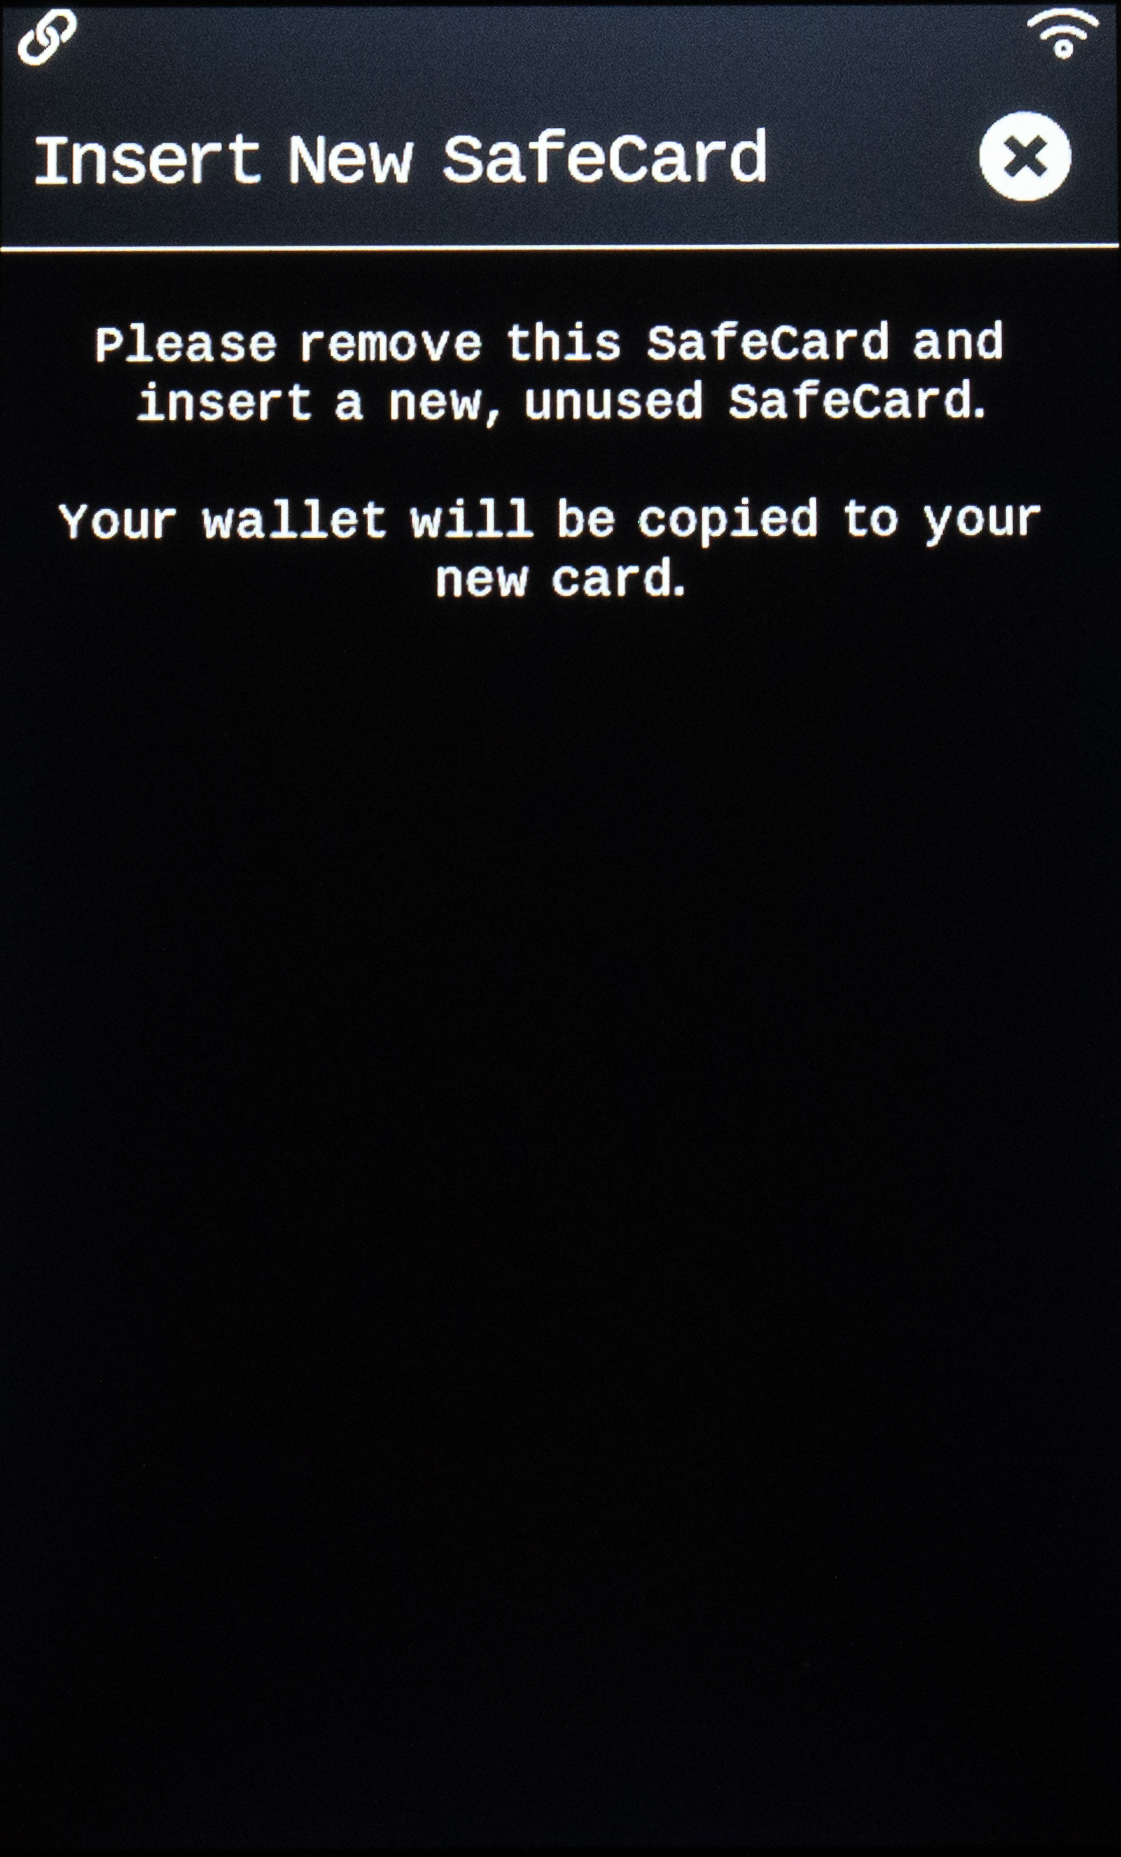 Insert New SafeCard
Please remove this SafeCard and
insert a new, unused SafeCard.
Your wallet will be copied to your
new card.